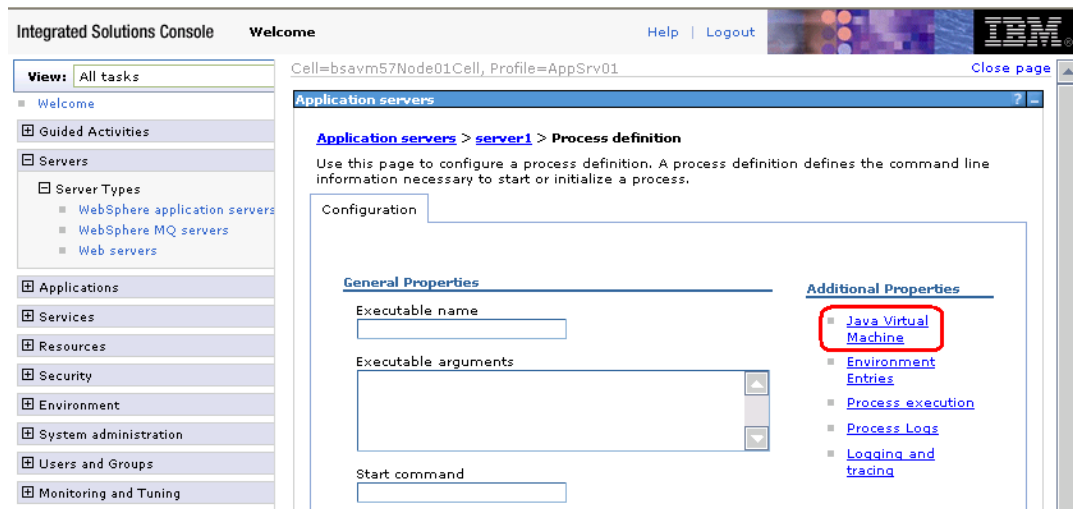 Integrated Solutions Console Welcome Help | Logout IBM®
View: All tasks
Welcome
Guided Activities
Servers
Server Types
WebSphere application servers
WebSphere MQ servers
Web servers
Applications
Services
Resources
Security
Environment
System administration
Users and Groups
Monitoring and Tuning
Cell=bsavm57Node01Cell, Profile=AppSrv01 Close page
Application servers ? –
Application servers > server1 > Process definition
Use this page to configure a process definition. A process definition defines the command line
information necessary to start or initialize a process.
Configuration
General Properties
Executable name
Executable arguments
Start command
Additional Properties
Java Virtual
Machine
Environment
Entries
Process execution
Process Logs
Logging and
tracing